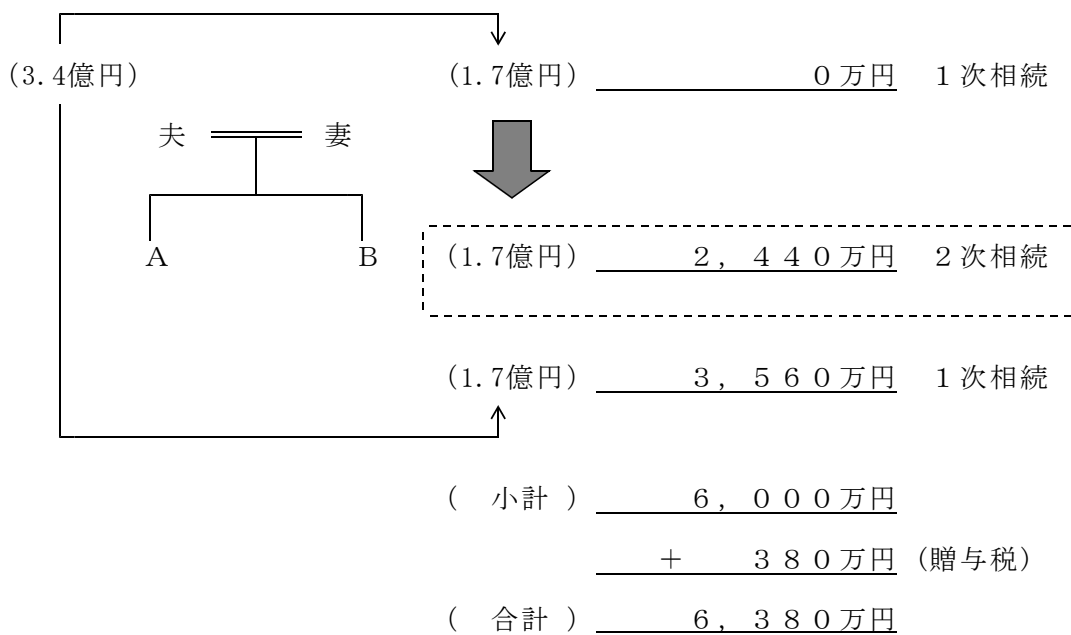 (3.4億円) (1.7億円) 0万円 1次相続
夫 妻
A B (1.7億円) 2,440万円 2次相続
(1.7億円) 3,560万円 1次相続
( 小計 ) 6,000万円
+ 380万円 (贈与税)
( 合計 ) 6,380万円